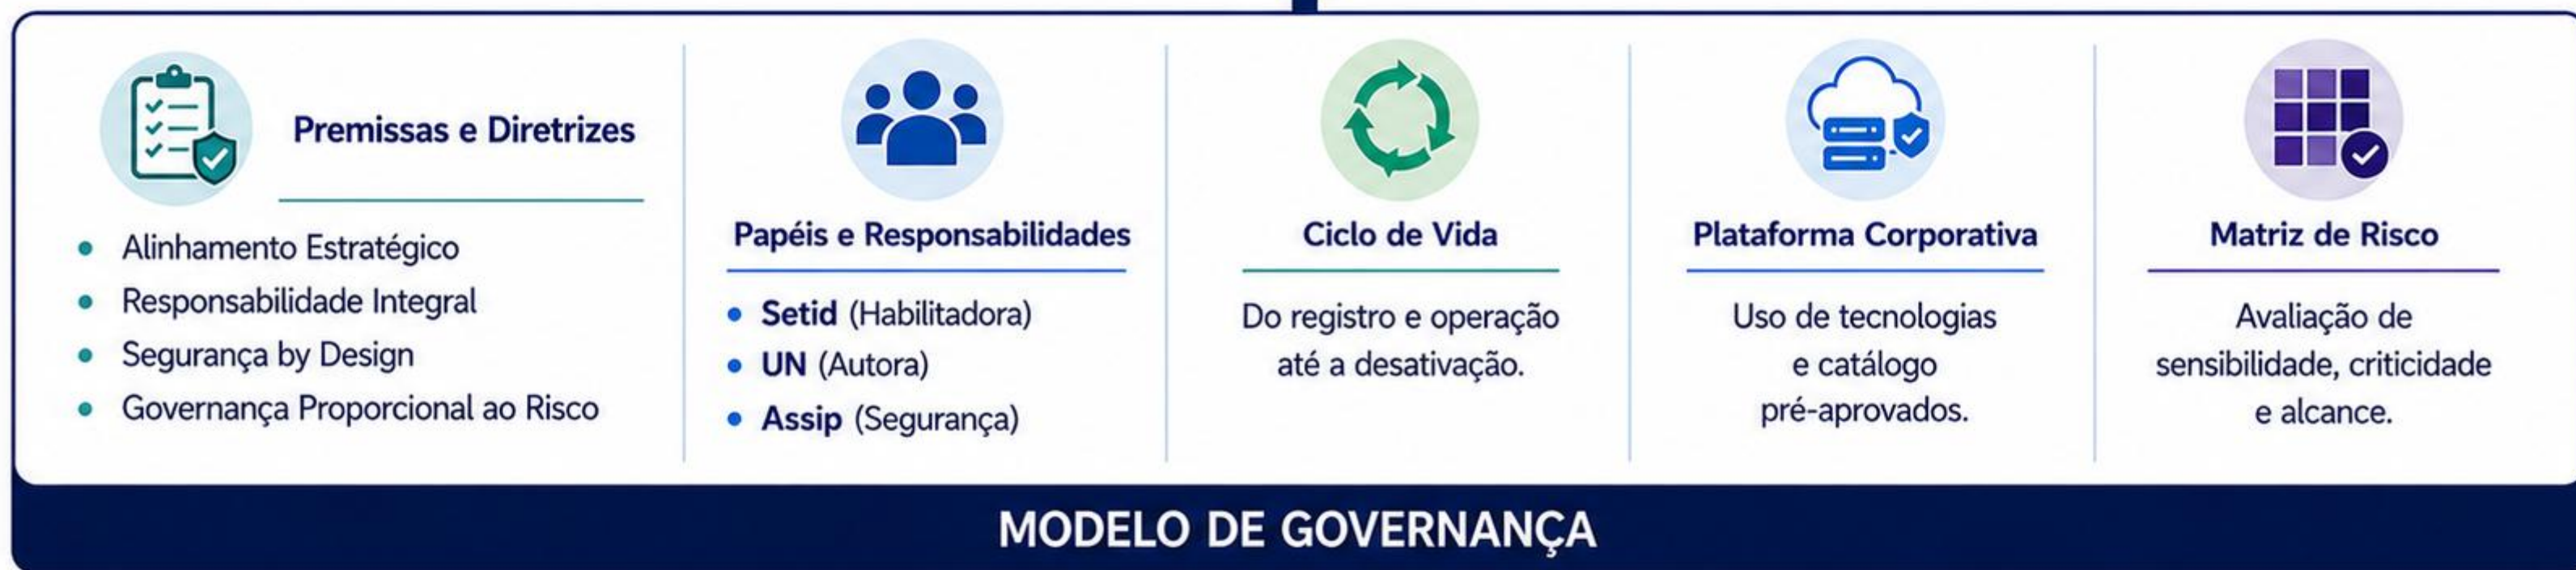 Premissas e Diretrizes
Alinhamento Estratégico
Responsabilidade Integral
Segurança by Design
Governança Proporcional ao Risco
Papéis e Responsabilidades
Setid (Habilitadora)
UN (Autora)
Assip (Segurança)
Ciclo de Vida
Do registro e operação
até a desativação.
Plataforma Corporativa
Uso de tecnologias
e catálogo
pré-aprovados.
Matriz de Risco
Avaliação de
sensibilidade, criticidade
e alcance.
MODELO DE GOVERNANÇA